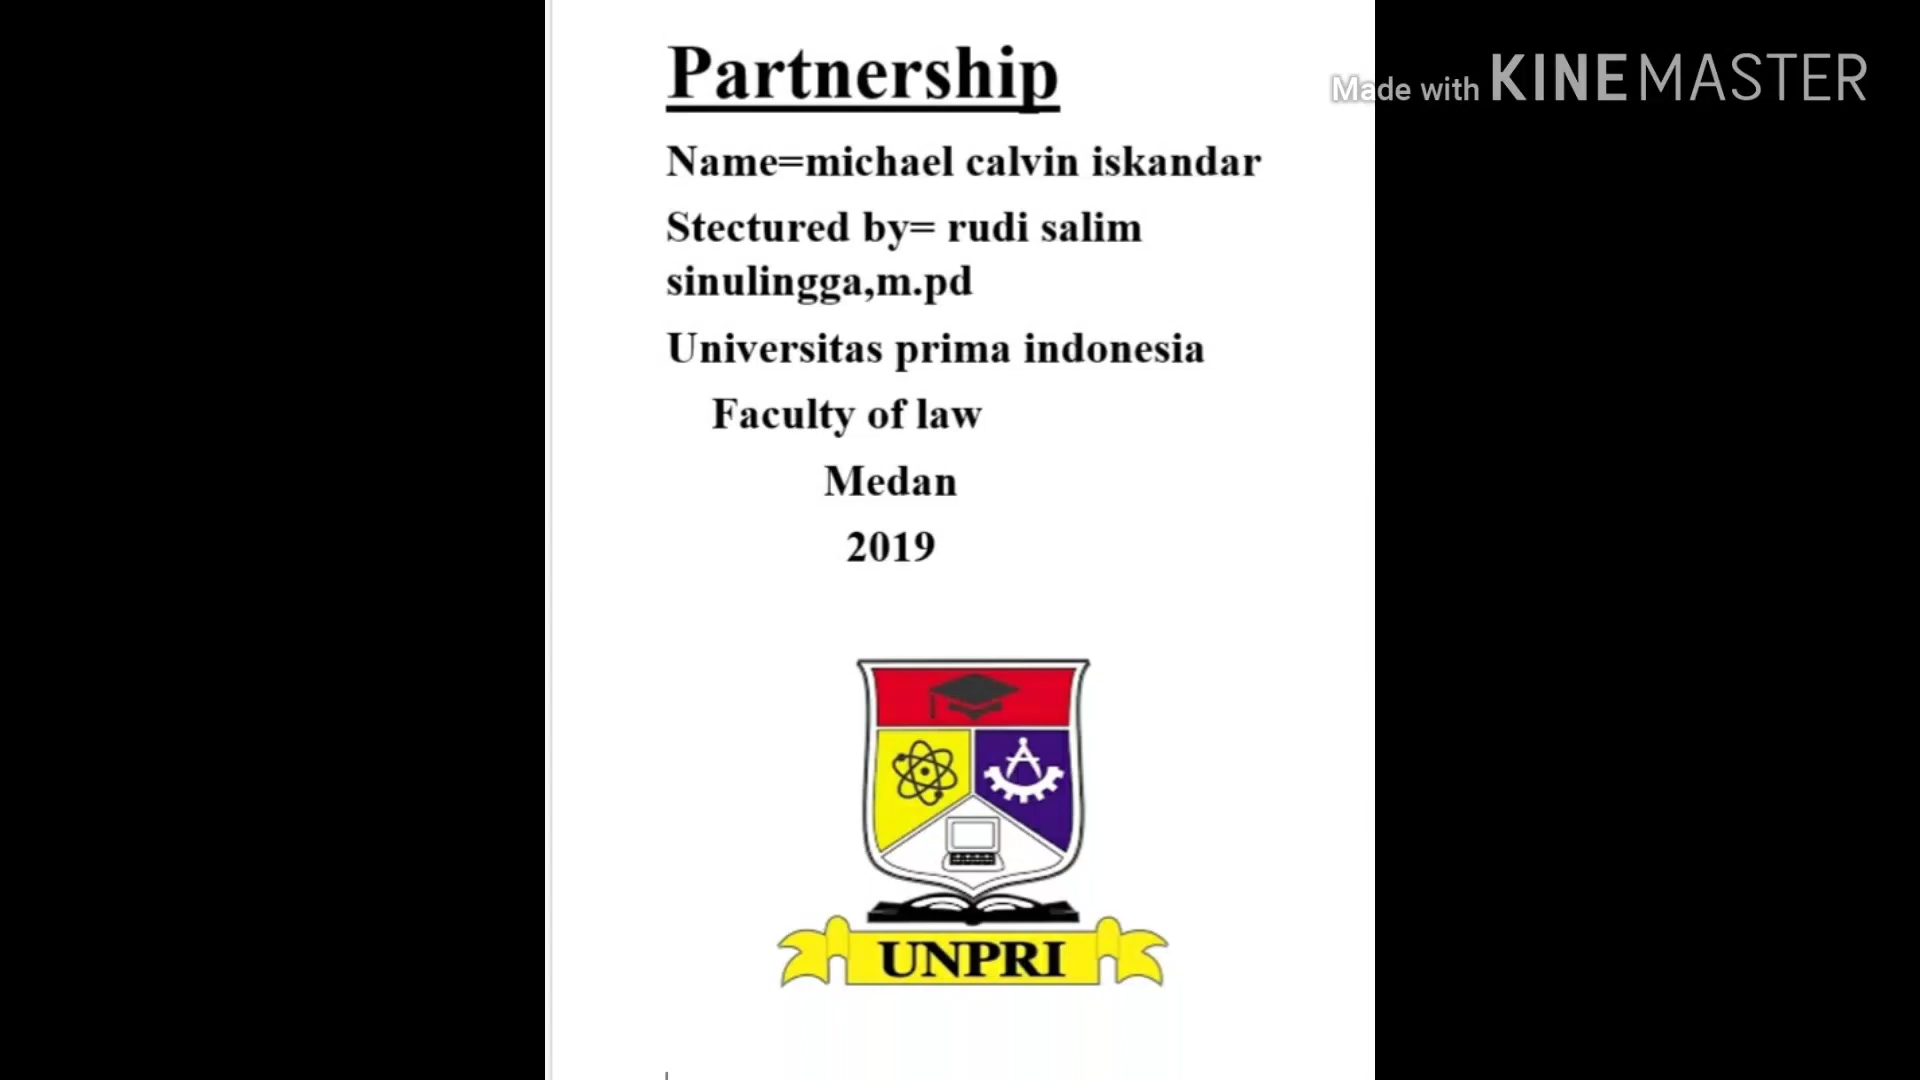 Partnership
Made with KINEMASTER
Name=michael calvin iskandar
Stectured by= rudi salim
sinulingga,m.pd
Universitas prima indonesia
Faculty of law
Medan
2019
UNPRI